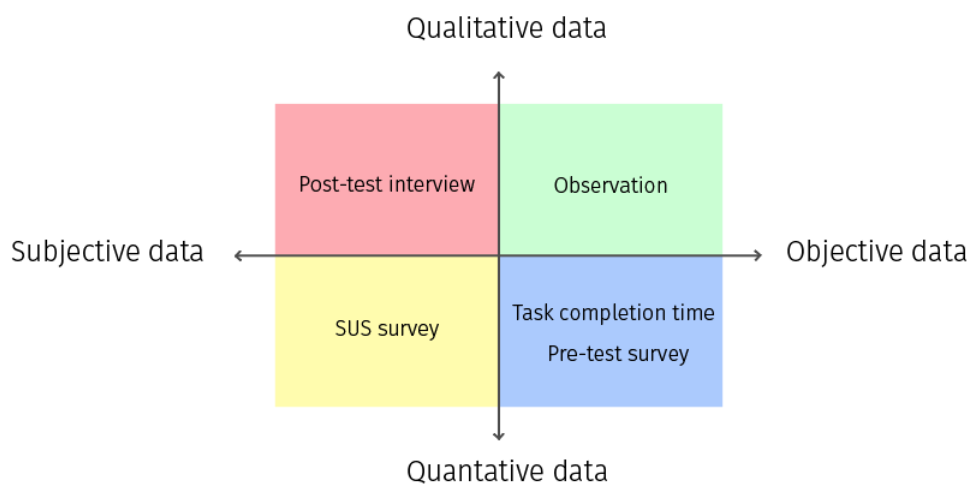 Qualitative data
Post-test interview
Observation
Subjective data
Objective data
SUS survey
Task completion time
Pre-test survey
Quantative data